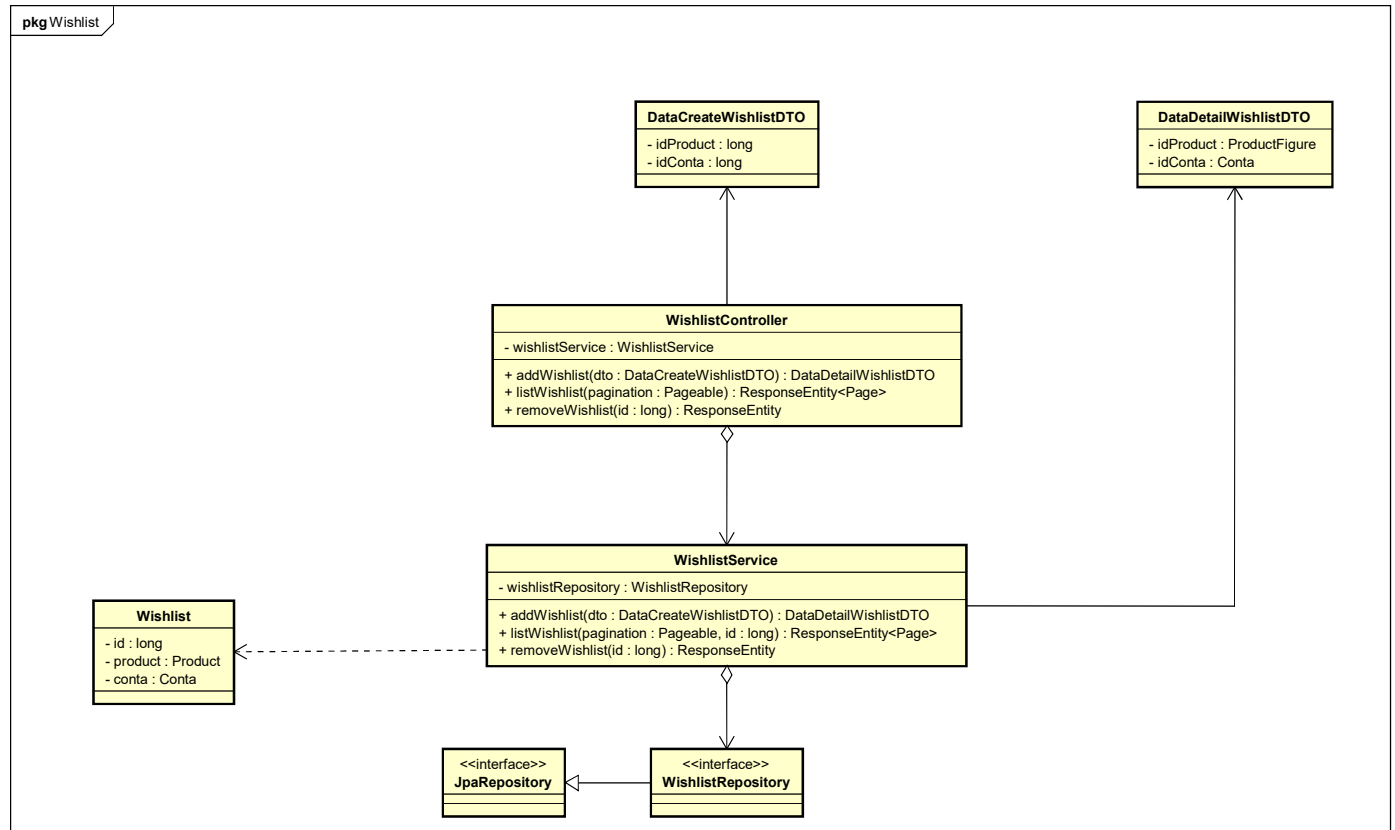 pkg Wishlist
DataCreateWishlistDTO
- idProduct : long
- idConta : long
DataDetailWishlistDTO
- idProduct : ProductFigure
- idConta : Conta
WishlistController
- wishlistService : WishlistService
+ addWishlist(dto : DataCreateWishlistDTO) : DataDetailWishlistDTO
+ listWishlist(pagination : Pageable) : ResponseEntity<Page>
+ removeWishlist(id : long) : ResponseEntity
WishlistService
- wishlistRepository : WishlistRepository
+ addWishlist(dto : DataCreateWishlistDTO) : DataDetailWishlistDTO
+ listWishlist(pagination : Pageable, id : long) : ResponseEntity<Page>
+ removeWishlist(id : long) : ResponseEntity
Wishlist
- id : long
- product : Product
- conta : Conta
<<interface>>
JpaRepository
<<interface>>
WishlistRepository